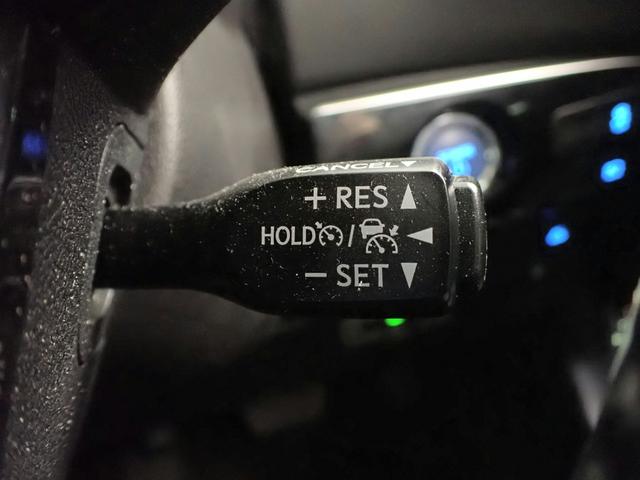 CANCEL▼
+ RES ▲
HOLD / ◀
− SET ▼